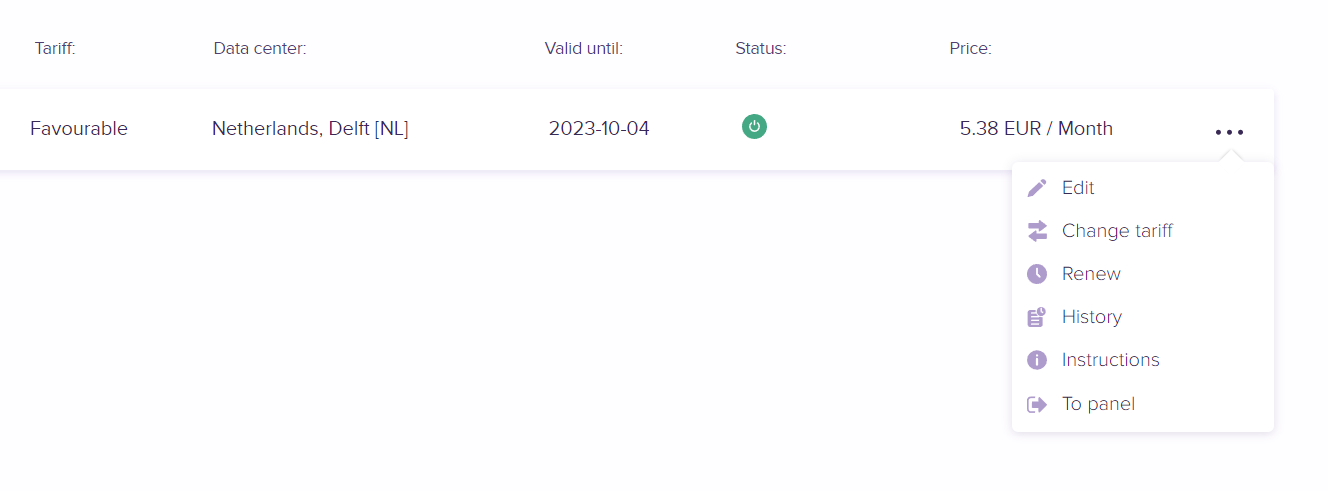 Tariff: Data center: Valid until: Status: Price:
Favourable Netherlands, Delft [NL] 2023-10-04 5.38 EUR / Month
Edit
Change tariff
Renew
History
Instructions
To panel